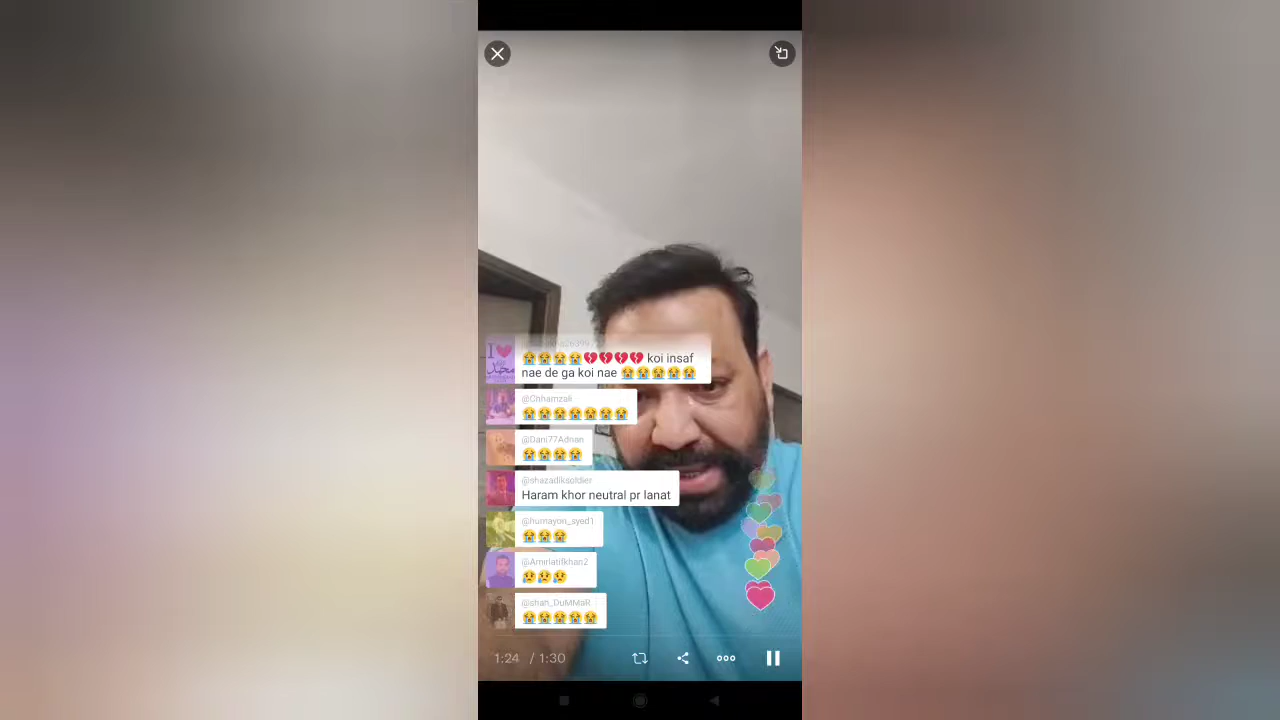 😭😭😭😭💔💔💔💔 koi insaf
nae de ga koi nae 😭😭😭😭😭
@Chhamzak
😭😭😭😭😭😭😭
@Dani77Adnan
😭😭😭😭
@shazadiksoldier
Haram khor neutral pr lanat
@humayon_syed1
😭😭😭
@Amirlatifkhan2
😢😢😢
@shah_DuMMaR
😭😭😭😭😭
1:24 / 1:30